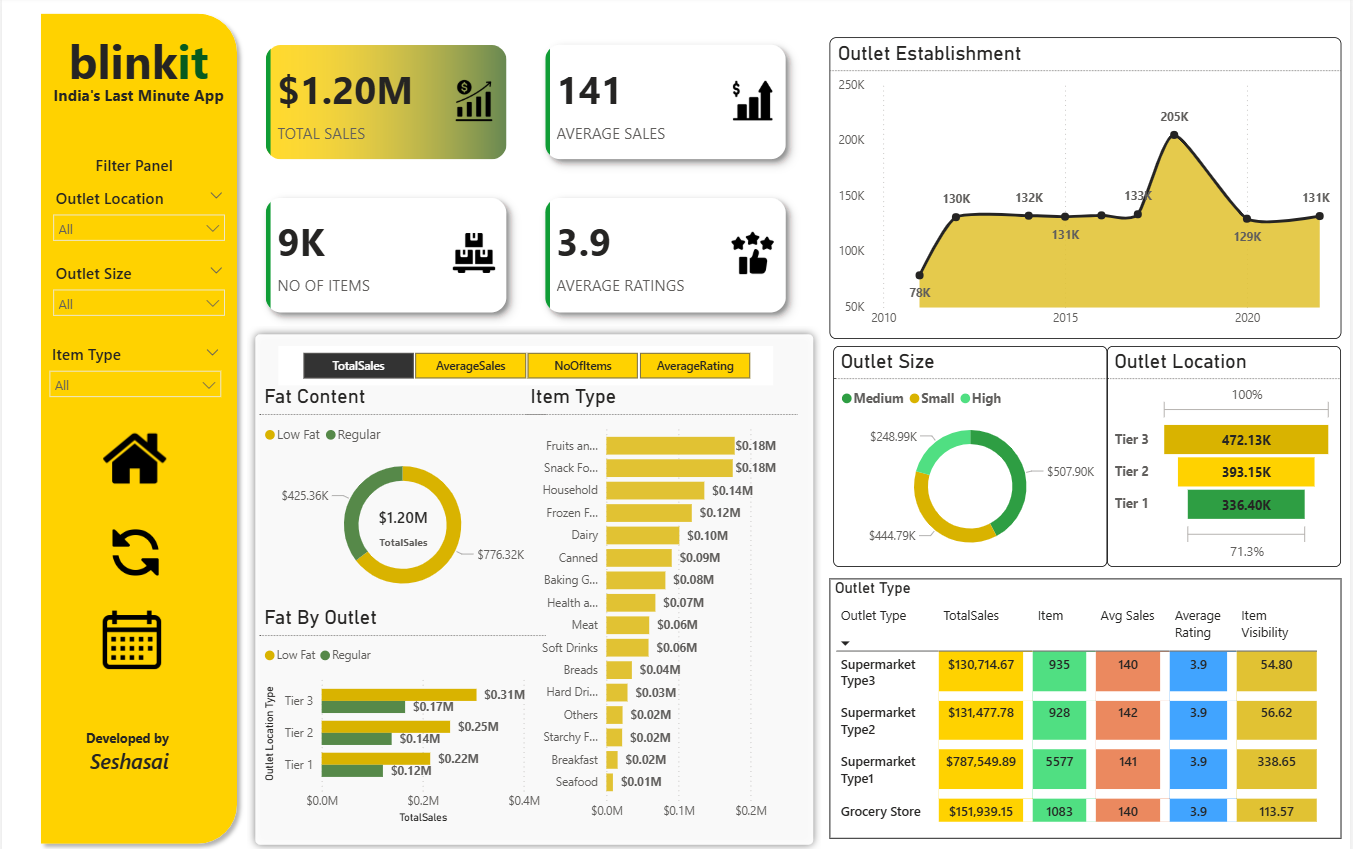 blinkit
India's Last Minute App
Filter Panel
Outlet Location
All
Outlet Size
All
Item Type
All
Developed by
Seshasai
$1.20M
TOTAL SALES
141
AVERAGE SALES
9K
NO OF ITEMS
3.9
AVERAGE RATINGS
TotalSales AverageSales NoOfItems AverageRating
Fat Content
Low Fat Regular
$425.36K
$1.20M
TotalSales
$776.32K
Fat By Outlet
Low Fat Regular
Outlet Location Type
Tier 3 $0.31M
$0.17M
Tier 2 $0.25M
$0.14M
Tier 1 $0.22M
$0.12M
$0.0M $0.2M $0.4M
TotalSales
Item Type
Fruits an... $0.18M
Snack Fo... $0.18M
Household $0.14M
Frozen F... $0.12M
Dairy $0.10M
Canned $0.09M
Baking G... $0.08M
Health a... $0.07M
Meat $0.06M
Soft Drinks $0.06M
Breads $0.04M
Hard Dri... $0.03M
Others $0.02M
Starchy F... $0.02M
Breakfast $0.02M
Seafood $0.01M
$0.0M $0.1M $0.2M
Outlet Establishment
250K
200K
150K
100K
50K
78K
130K
132K
131K
133K
205K
129K
131K
2010 2015 2020
Outlet Size
Medium Small High
$248.99K
$507.90K
$444.79K
Outlet Location
100%
Tier 3 472.13K
Tier 2 393.15K
Tier 1 336.40K
71.3%
Outlet Type
Outlet Type TotalSales Item Avg Sales Average Item
Rating Visibility
Supermarket $130,714.67 935 140 3.9 54.80
Type3
Supermarket $131,477.78 928 142 3.9 56.62
Type2
Supermarket $787,549.89 5577 141 3.9 338.65
Type1
Grocery Store $151,939.15 1083 140 3.9 113.57